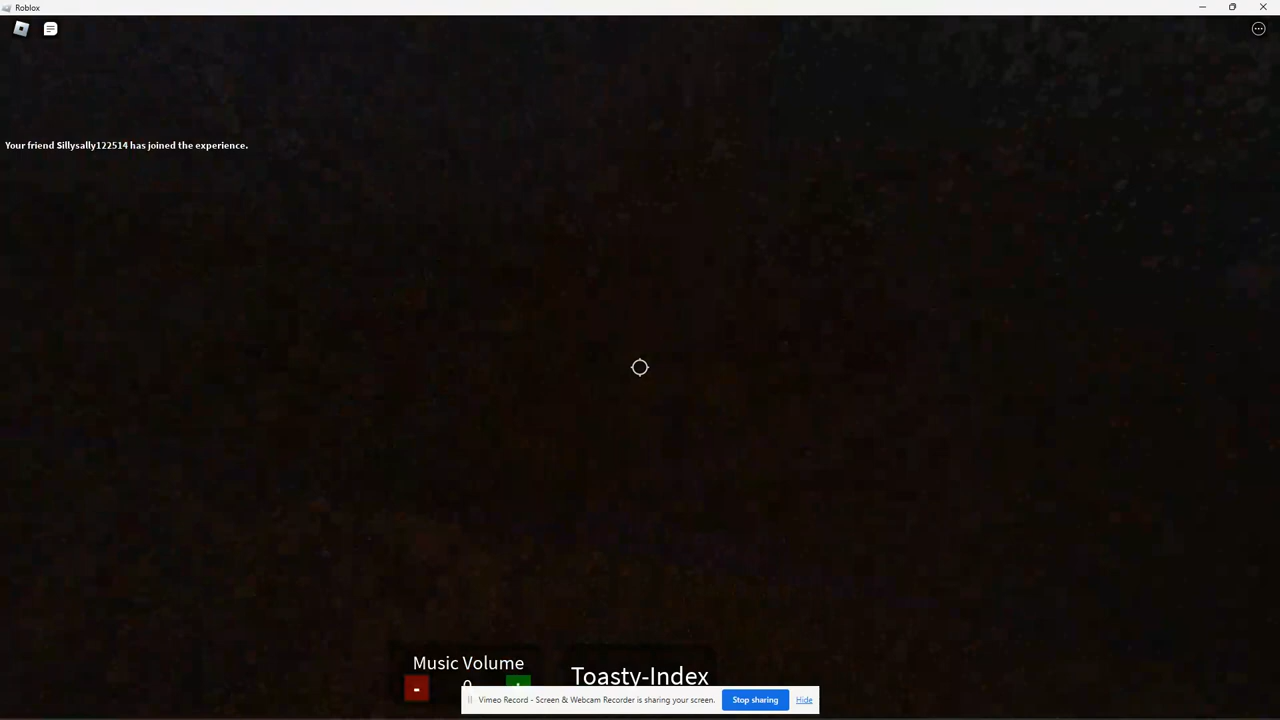 Roblox
Your friend Sillysally122514 has joined the experience.
Music Volume
Toasty-Index
-
Vimeo Record - Screen & Webcam Recorder is sharing your screen.
Stop sharing
Hide